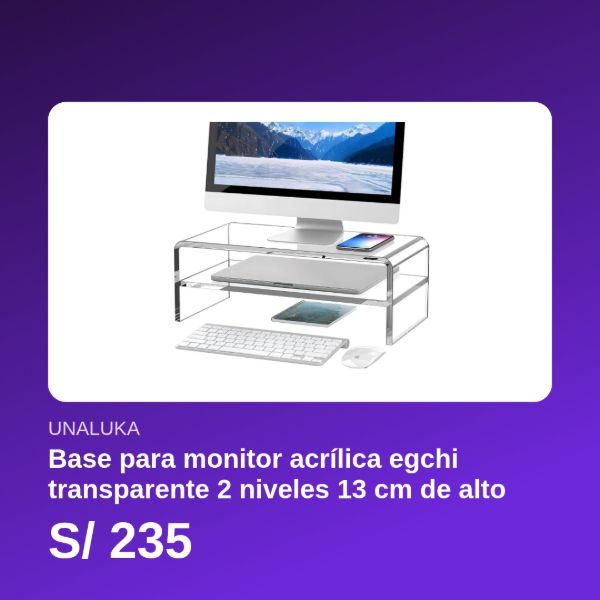 UNALUKA
Base para monitor acrílica egchi
transparente 2 niveles 13 cm de alto
S/ 235